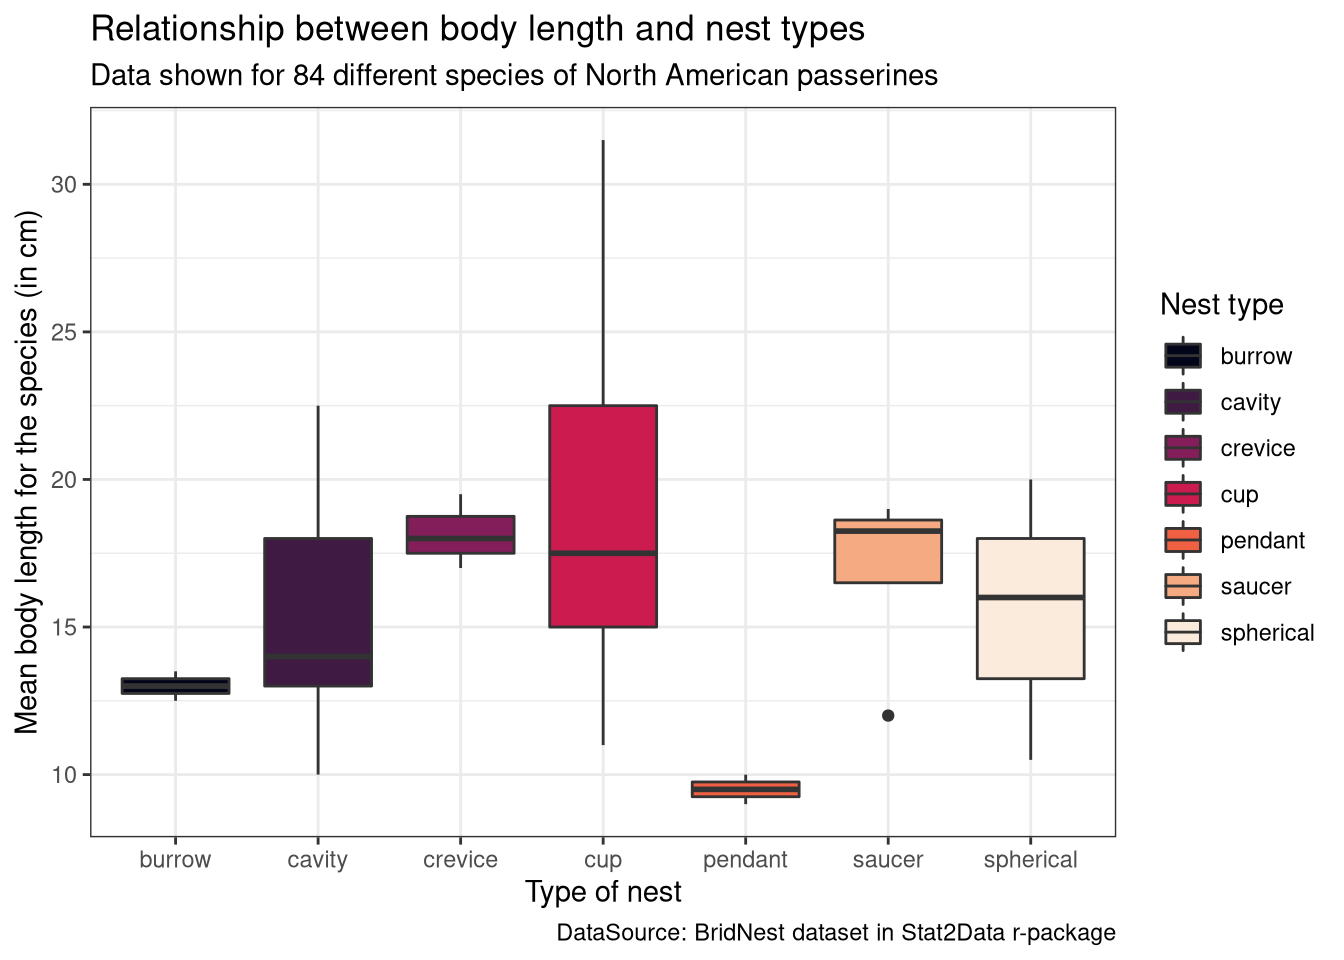 Relationship between body length and nest types
Data shown for 84 different species of North American passerines
Mean body length for the species (in cm)
30
25
20
15
10
burrow
cavity
crevice
cup
pendant
saucer
spherical
Type of nest
Nest type
burrow
cavity
crevice
cup
pendant
saucer
spherical
DataSource: BridNest dataset in Stat2Data r-package